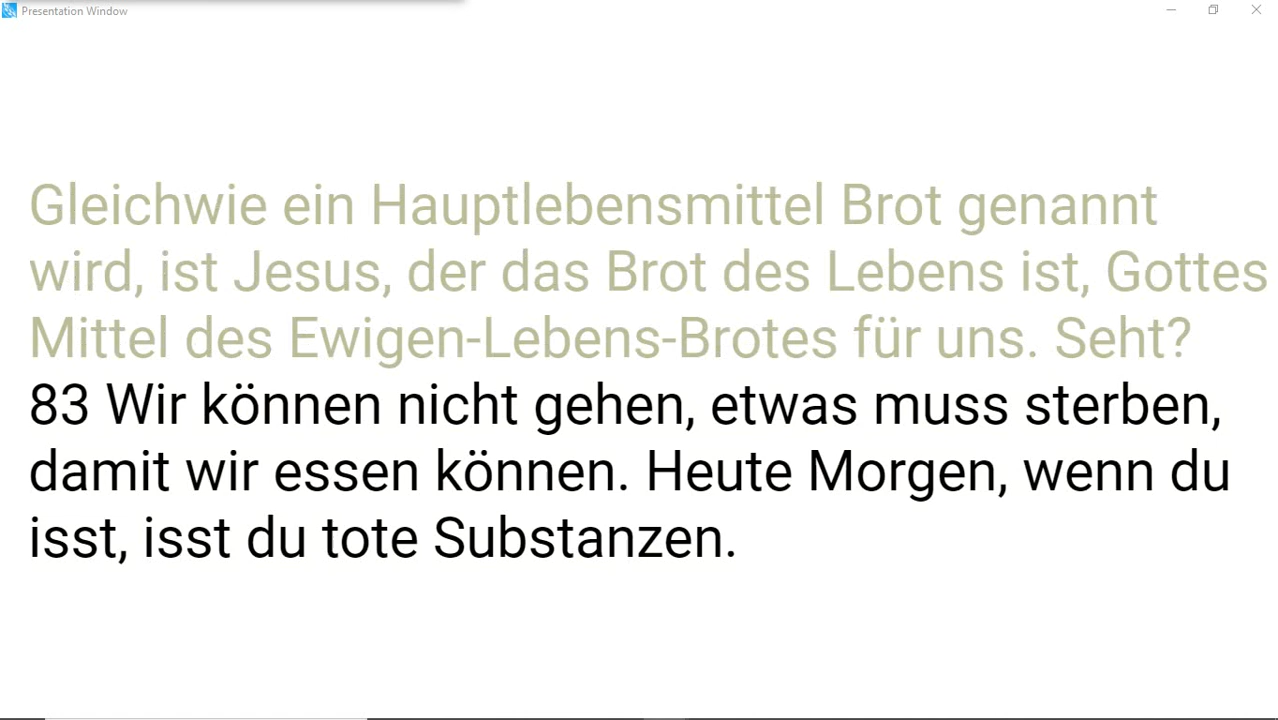 Presentation Window
Gleichwie ein Hauptlebensmittel Brot genannt
wird, ist Jesus, der das Brot des Lebens ist, Gottes
Mittel des Ewigen-Lebens-Brotes für uns. Seht?
83 Wir können nicht gehen, etwas muss sterben,
damit wir essen können. Heute Morgen, wenn du
isst, isst du tote Substanzen.